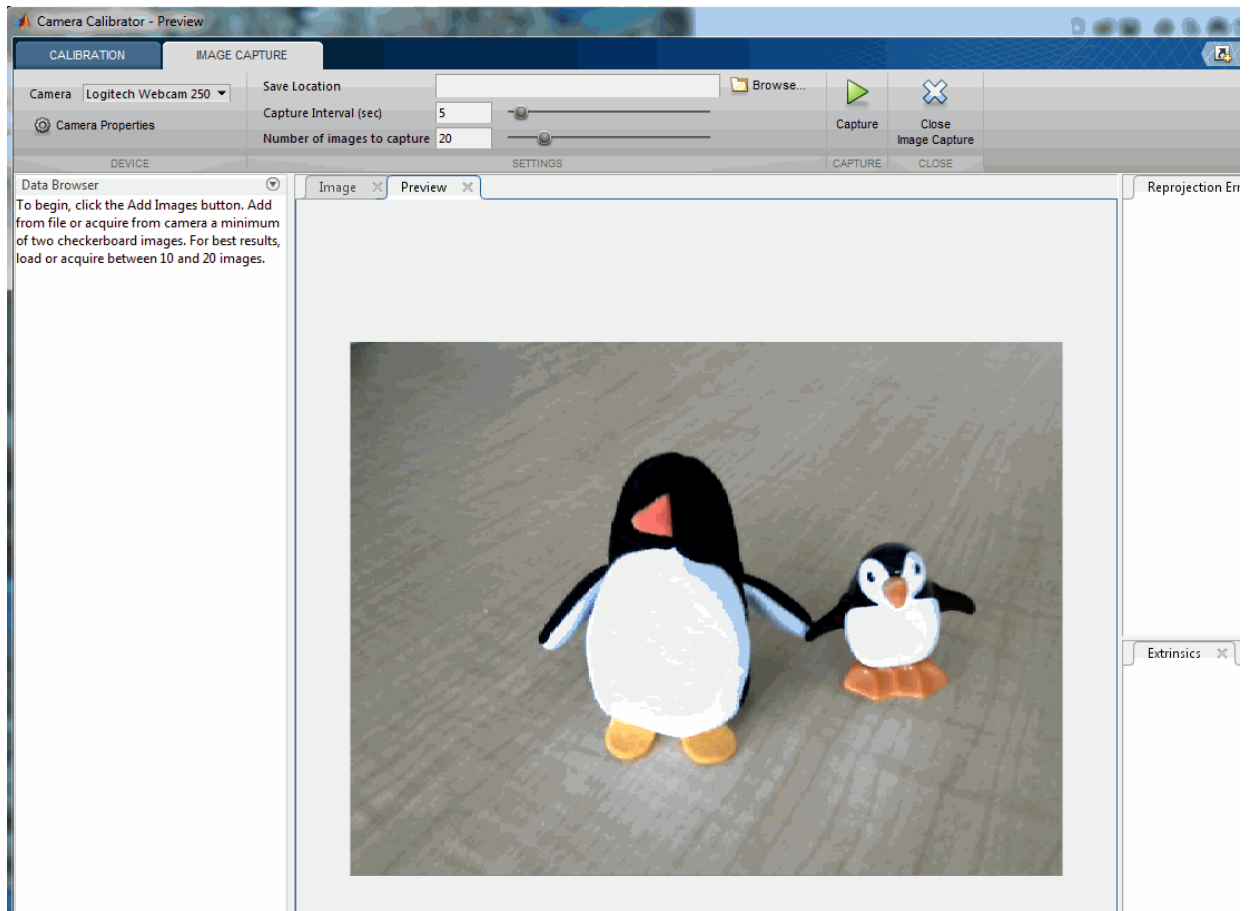 Camera Calibrator - Preview
CALIBRATION
IMAGE CAPTURE
Camera
Logitech Webcam 250
Camera Properties
DEVICE
Save Location
Browse...
Capture Interval (sec)
5
Number of images to capture
20
SETTINGS
Capture
CAPTURE
Close
Image Capture
CLOSE
Data Browser
To begin, click the Add Images button. Add
from file or acquire from camera a minimum
of two checkerboard images. For best results,
load or acquire between 10 and 20 images.
Image
Preview
Reprojection Err
Extrinsics